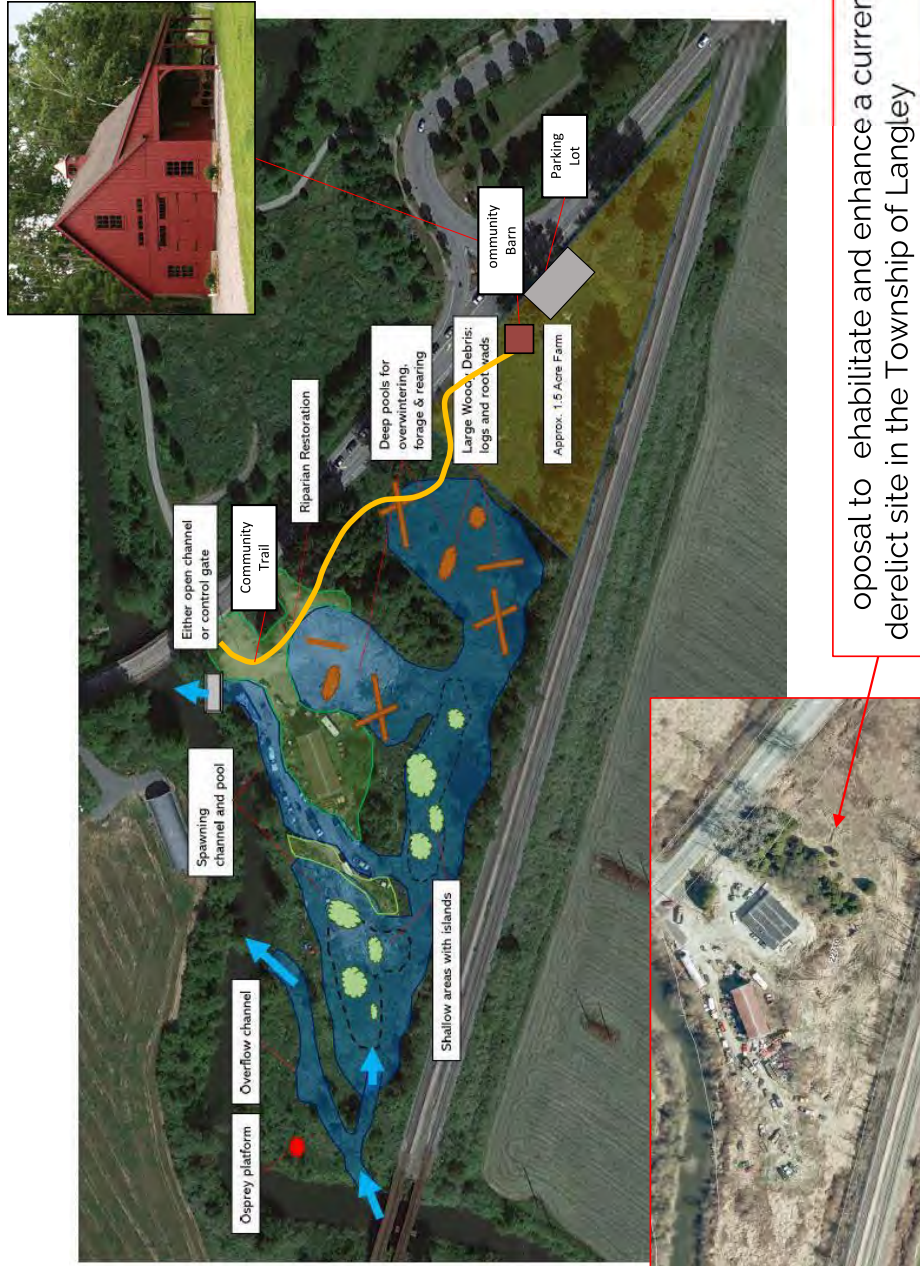 Osprey platform
Overflow channel
Spawning
channel and pool
Either open channel
or control gate
Community
Trail
Riparian Restoration
Deep pools for
overwintering,
forage & rearing
Large Woody Debris:
logs and root wads
ommunity
Barn
Parking
Lot
Approx. 1.5 Acre Farm
Shallow areas with islands
oposal to ehabilitate and enhance a curren
derelict site in the Township of Langley